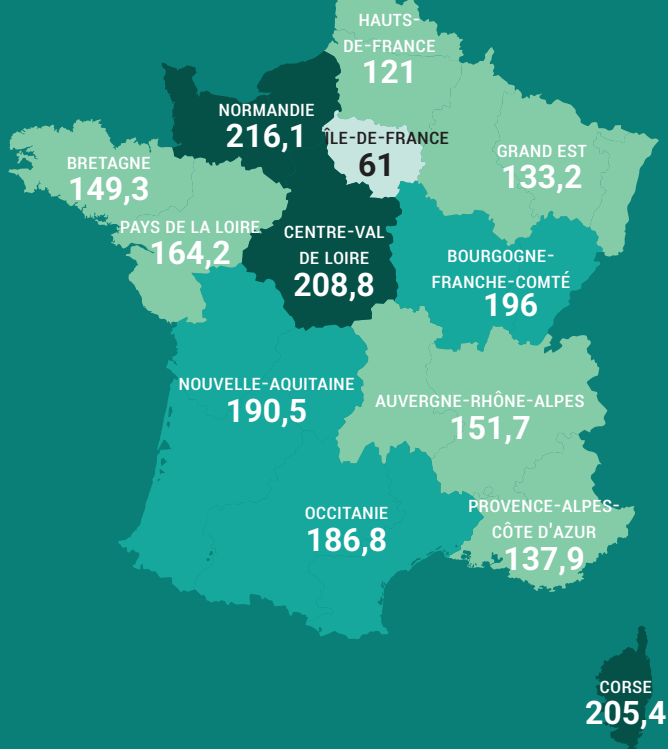 HAUTS-
DE-FRANCE
121
NORMANDIE
216,1
ÎLE-DE-FRANCE
61
GRAND EST
133,2
BRETAGNE
149,3
PAYS DE LA LOIRE
164,2
CENTRE-VAL
DE LOIRE
208,8
BOURGOGNE-
FRANCHE-COMTÉ
196
NOUVELLE-AQUITAINE
190,5
AUVERGNE-RHÔNE-ALPES
151,7
OCCITANIE
186,8
PROVENCE-ALPES-
CÔTE D'AZUR
137,9
CORSE
205,4